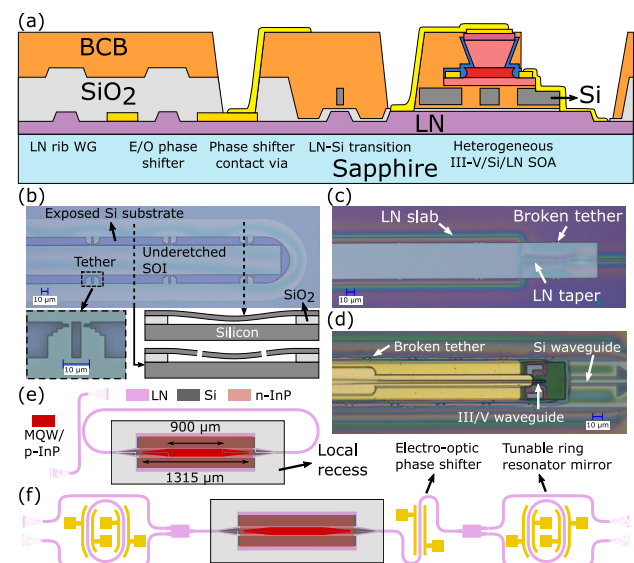 (a)
BCB
SiO2
Si
LN
LN rib WG
E/O phase shifter
Phase shifter contact via
LN-Si transition
Heterogeneous III-V/Si/LN SOA
Sapphire
(b)
Exposed Si substrate
Underetched SOI
Tether
10 μm
10 μm
SiO2
Silicon
(c)
LN slab
Broken tether
LN taper
10 μm
(d)
Broken tether
Si waveguide
III/V waveguide
10 μm
(e)
LN
Si
n-InP
MQW/ p-InP
900 μm
1315 μm
Local recess
Electro-optic phase shifter
Tunable ring resonator mirror
(f)